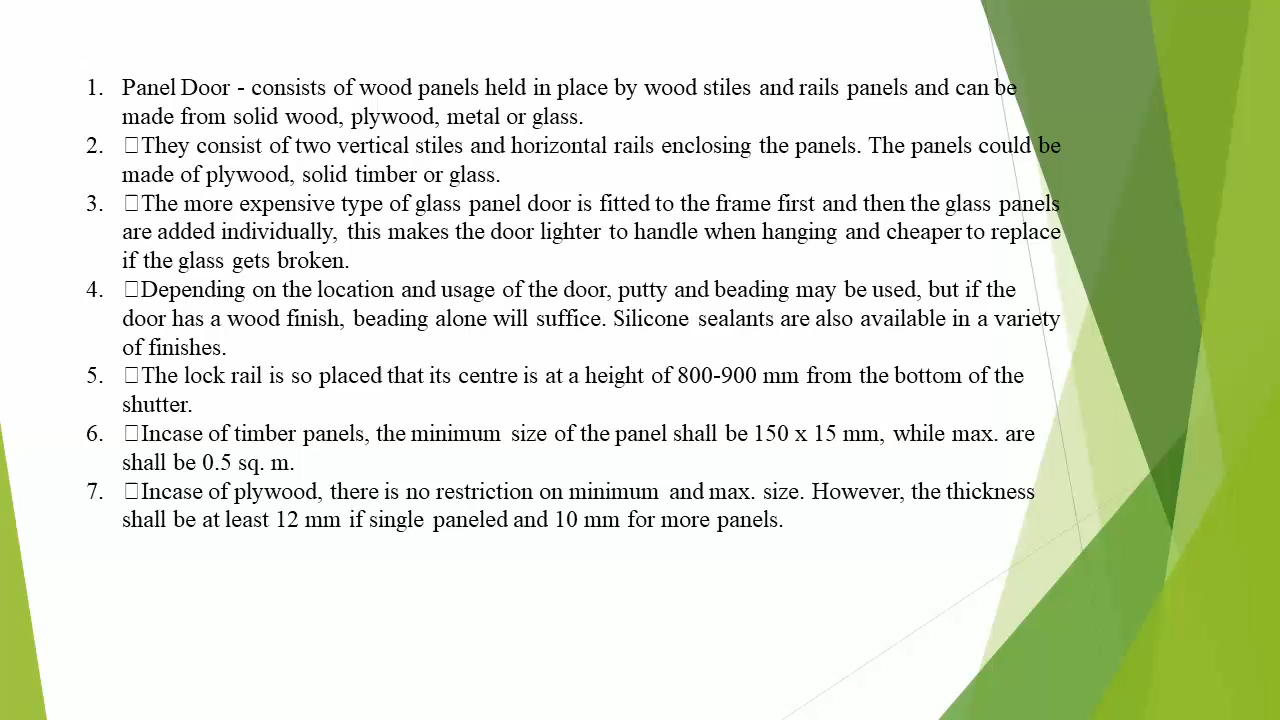 1. Panel Door - consists of wood panels held in place by wood stiles and rails panels and can be
made from solid wood, plywood, metal or glass.
2. □They consist of two vertical stiles and horizontal rails enclosing the panels. The panels could be
made of plywood, solid timber or glass.
3. □The more expensive type of glass panel door is fitted to the frame first and then the glass panels
are added individually, this makes the door lighter to handle when hanging and cheaper to replace
if the glass gets broken.
4. □Depending on the location and usage of the door, putty and beading may be used, but if the
door has a wood finish, beading alone will suffice. Silicone sealants are also available in a variety
of finishes.
5. □The lock rail is so placed that its centre is at a height of 800-900 mm from the bottom of the
shutter.
6. □Incase of timber panels, the minimum size of the panel shall be 150 x 15 mm, while max. are
shall be 0.5 sq. m.
7. □Incase of plywood, there is no restriction on minimum and max. size. However, the thickness
shall be at least 12 mm if single paneled and 10 mm for more panels.